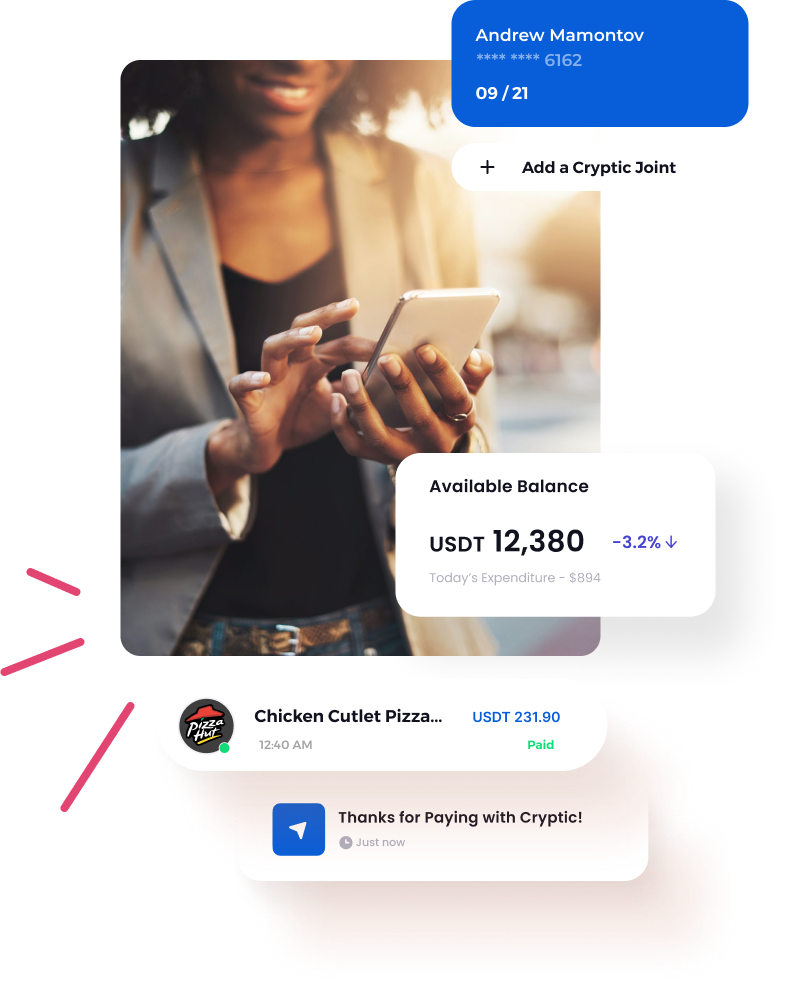 Andrew Mamontov
**** **** 6162
09 / 21
+ Add a Cryptic Joint
Available Balance
USDT 12,380 -3.2% ↓
Today's Expenditure - $894
Pizza
Hut
Chicken Cutlet Pizza... USDT 231.90
12:40 AM Paid
Thanks for Paying with Cryptic!
Just now